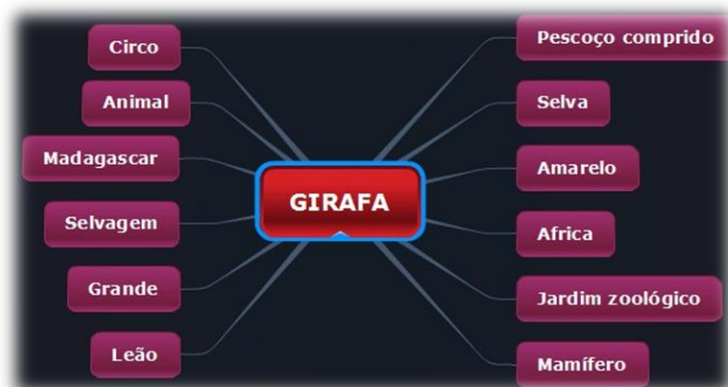 Circo
Animal
Madagascar
Selvagem
Grande
Leão
GIRAFA
Pescoço comprido
Selva
Amarelo
Africa
Jardim zoológico
Mamífero